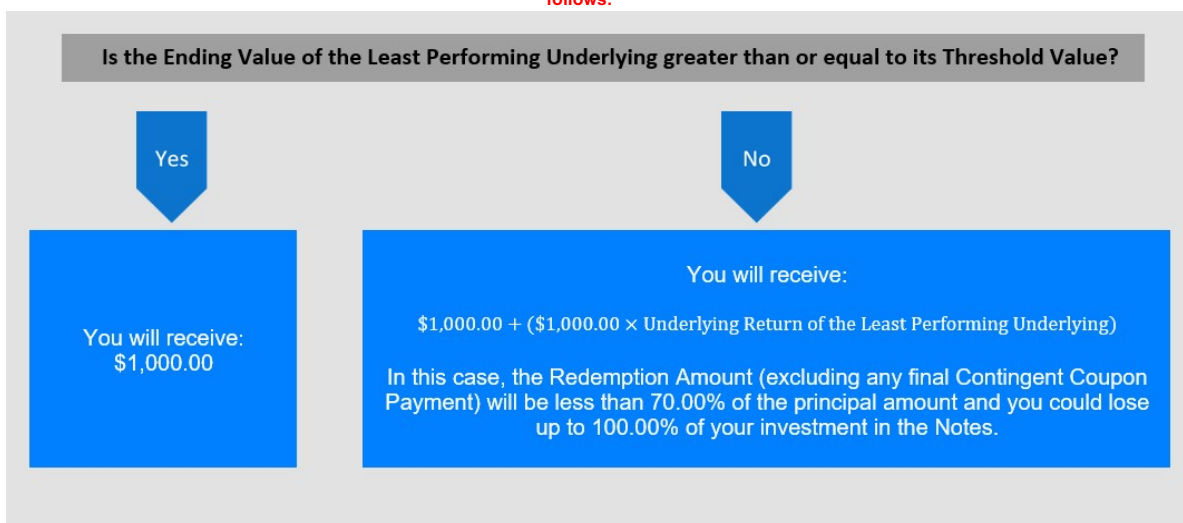 follows:
Is the Ending Value of the Least Performing Underlying greater than or equal to its Threshold Value?
Yes
No
You will receive:
$1,000.00
You will receive:
$1,000.00 + ($1,000.00 × Underlying Return of the Least Performing Underlying)
In this case, the Redemption Amount (excluding any final Contingent Coupon
Payment) will be less than 70.00% of the principal amount and you could lose
up to 100.00% of your investment in the Notes.